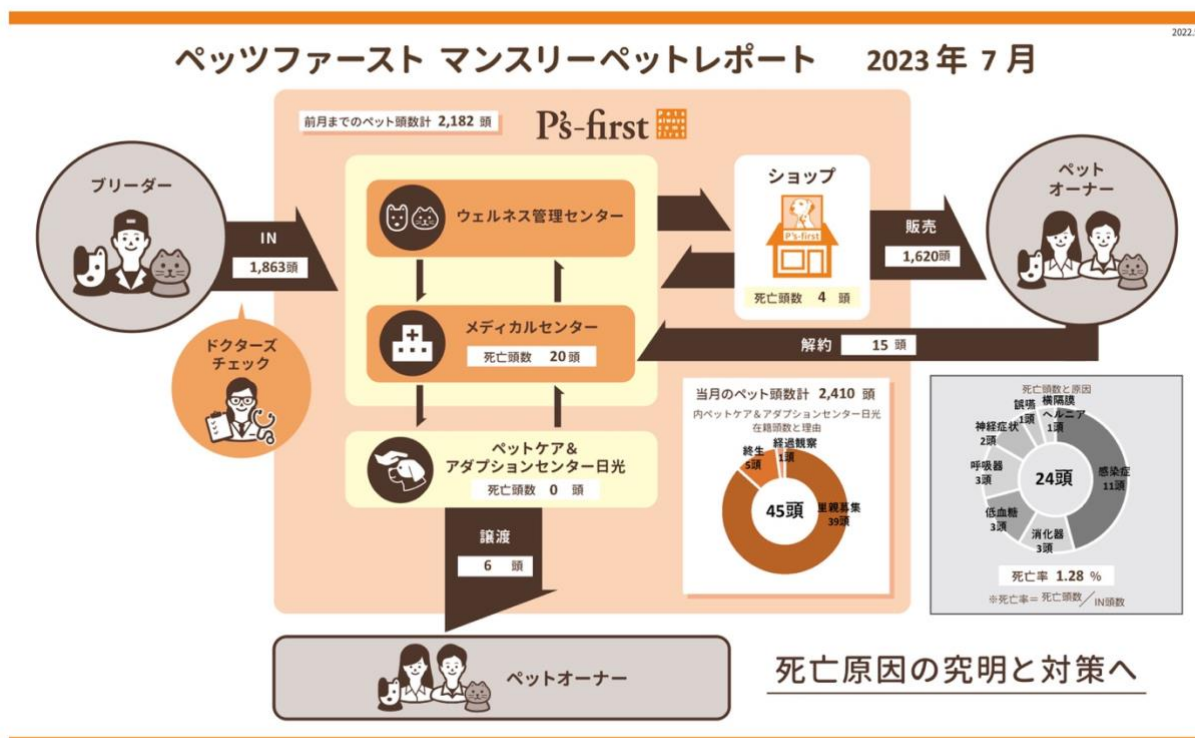 2022.
ペッツファースト マンスリーペットレポート 2023年 7月
前月までのペット頭数計 2,182 頭
P's-first
ブリーダー
IN
1,863頭
ドクターズ
チェック
ウェルネス管理センター
メディカルセンター
死亡頭数 20頭
ペットケア&
アダプションセンター日光
死亡頭数 0 頭
ショップ
P's-first
死亡頭数 4 頭
販売
1,620頭
ペット
オーナー
解約 15 頭
譲渡
6 頭
当月のペット頭数計 2,410 頭
内ペットケア&アダプションセンター日光
在籍頭数と理由
終生
5頭
経過観察
1頭
45頭
里親募集
39頭
死亡頭数と原因
誤嚥
1頭
横隔膜
ヘルニア
1頭
神経症状
2頭
呼吸器
3頭
24頭
感染症
11頭
低血糖
3頭
消化器
3頭
死亡率 1.28 %
※死亡率=死亡頭数/IN頭数
ペットオーナー
死亡原因の究明と対策へ